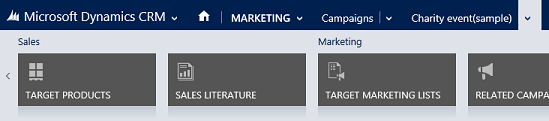 Microsoft Dynamics CRM MARKETING Campaigns Charity event(sample)
Sales Marketing
TARGET PRODUCTS SALES LITERATURE TARGET MARKETING LISTS RELATED CAMPA